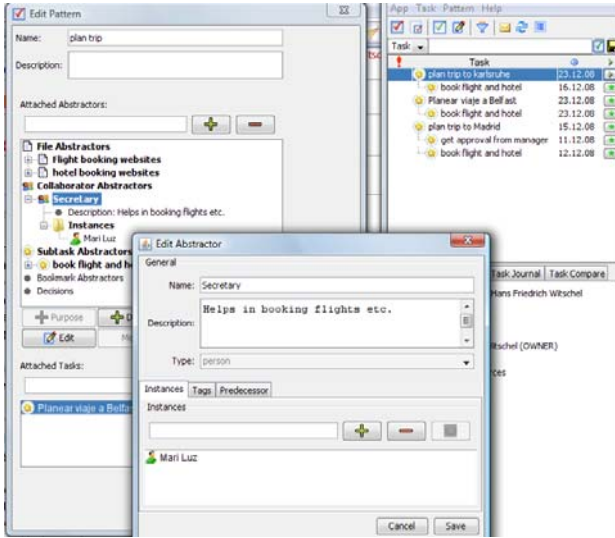 Edit Pattern
Name: plan trip
Description:
Attached Abstractors:
File Abstractors
Flight booking websites
hotel booking websites
Collaborator Abstractors
Secretary
Description: Helps in booking flights etc.
Instances
Mari Luz
Subtask Abstractors
book flight and h
Bookmark Abstractors
Decisions
Purpose
D
Edit
Attached Tasks:
Planear viaje a Belfas
Edit Abstractor
General
Name: Secretary
Description: Helps in booking flights etc.
Type: person
Instances Tags Predecessor
Instances
Mari Luz
Cancel Save
App Task Pattern Help
Task
Task
plan trip to karlsruhe 23.12.08
book flight and hotel 16.12.08
Planear viaje a Belfast 23.12.08
book flight and hotel 23.12.08
plan trip to Madrid 15.12.08
get approval from manager 11.12.08
book flight and hotel 12.12.08
Task Journal Task Compare
Hans Friedrich Witschel
itschel (OWNER)
rces